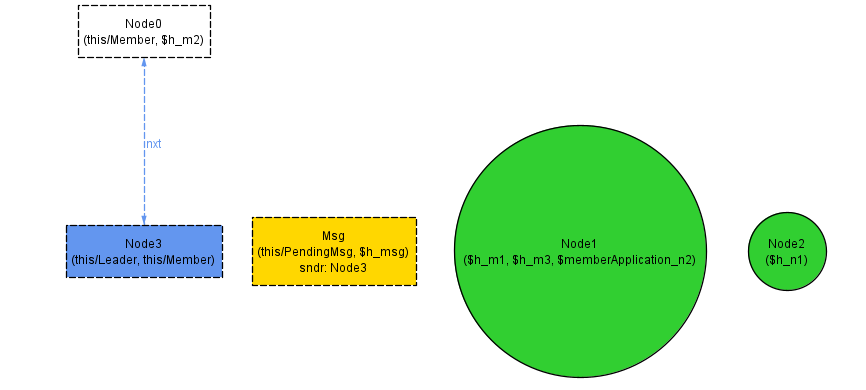 Node0
(this/Member, $h_m2)
nxt
Node3
(this/Leader, this/Member)
Msg
(this/PendingMsg, $h_msg)
sndr: Node3
Node1
($h_m1, $h_m3, $memberApplication_n2)
Node2
($h_n1)